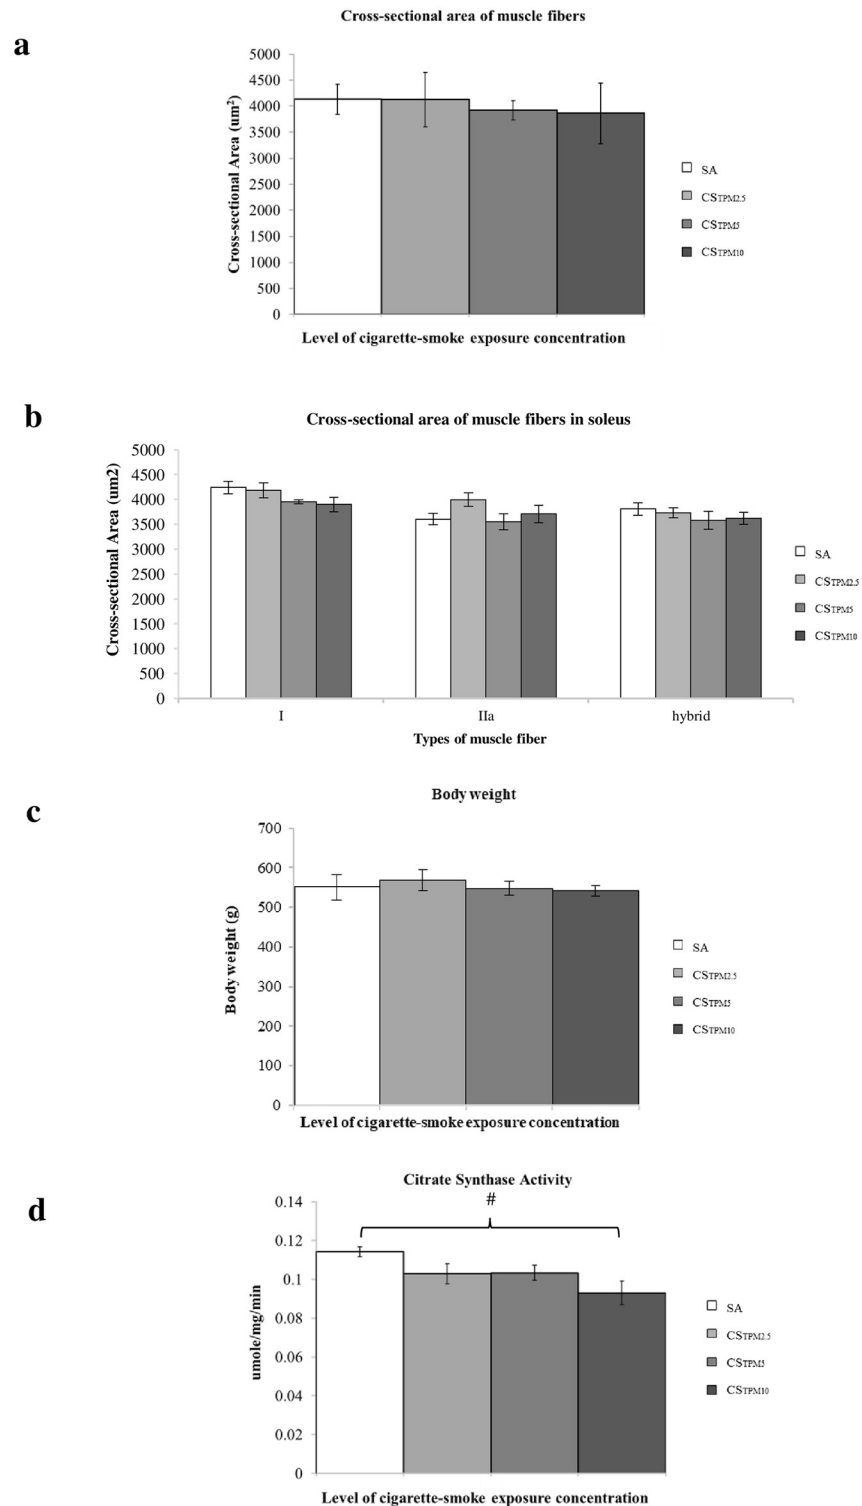 a
Cross-sectional area of muscle fibers
5000
4500
4000
3500
3000
2500
2000
1500
1000
500
0
Cross-sectional Area (um²)
Level of cigarette-smoke exposure concentration
SA
CSTPM2.5
CSTPM5
CSTPM10
b
Cross-sectional area of muscle fibers in soleus
5000
4500
4000
3500
3000
2500
2000
1500
1000
500
0
Cross-sectional Area (um2)
I IIa hybrid
Types of muscle fiber
SA
CSTPM2.5
CSTPM5
CSTPM10
c
Body weight
700
600
500
400
300
200
100
0
Body weight (g)
Level of cigarette-smoke exposure concentration
SA
CSTPM2.5
CSTPM5
CSTPM10
d
Citrate Synthase Activity
#
0.14
0.12
0.1
0.08
0.06
0.04
0.02
0
umole/mg/min
Level of cigarette-smoke exposure concentration
SA
CSTPM2.5
CSTPM5
CSTPM10